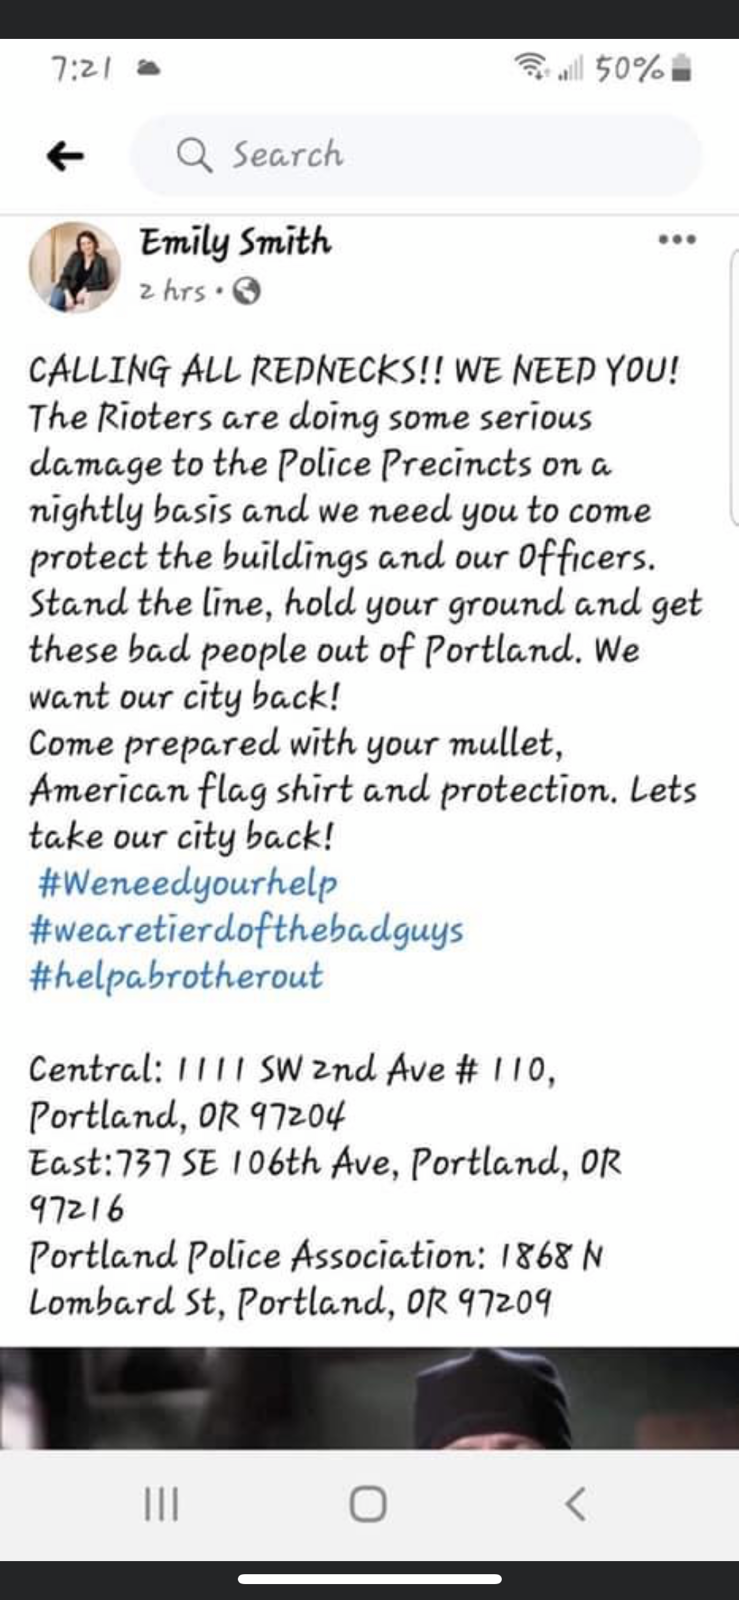 7:21
50%
Search
Emily Smith
2 hrs •
CALLING ALL REDNECKS!! WE NEED YOU!
The Rioters are doing some serious
damage to the Police Precincts on a
nightly basis and we need you to come
protect the buildings and our Officers.
Stand the line, hold your ground and get
these bad people out of Portland. We
want our city back!
Come prepared with your mullet,
American flag shirt and protection. Lets
take our city back!
#Weneedyourhelp
#wearetierdofthebadguys
#helpabrotherout
Central: 1111 SW 2nd Ave # 110,
Portland, OR 97204
East:737 SE 106th Ave, Portland, OR
97216
Portland Police Association: 1868 N
Lombard St, Portland, OR 97209